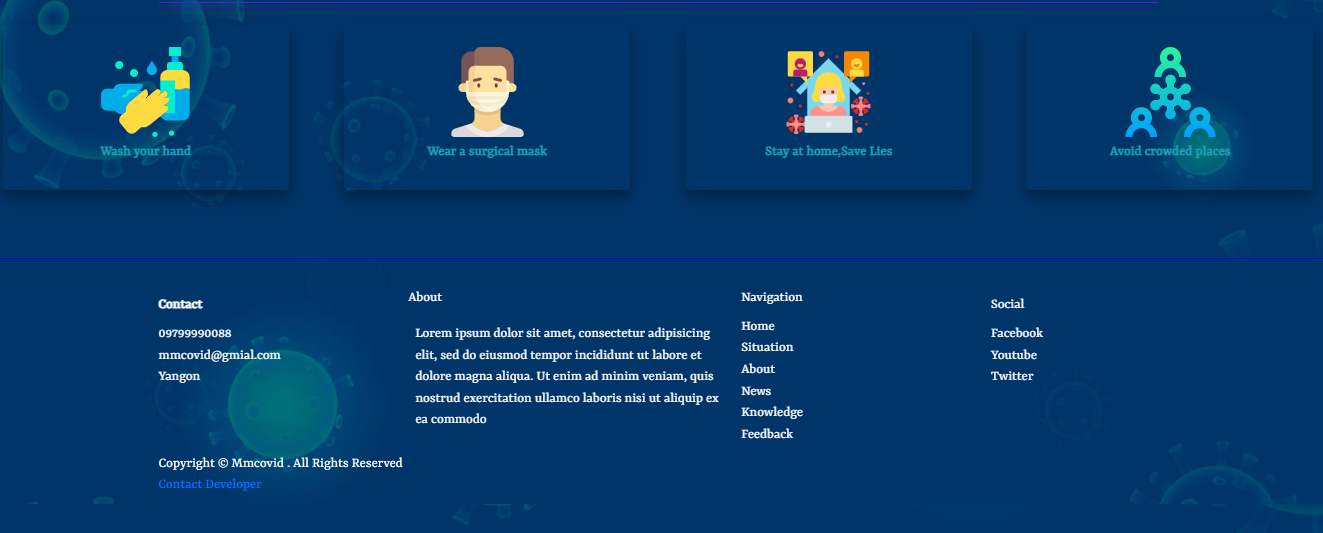 Wash your hand
Wear a surgical mask
Stay at home,Save Lies
Avoid crowded places
Contact
09799990088
mmcovid@gmial.com
Yangon
About
Lorem ipsum dolor sit amet, consectetur adipisicing
elit, sed do eiusmod tempor incididunt ut labore et
dolore magna aliqua. Ut enim ad minim veniam, quis
nostrud exercitation ullamco laboris nisi ut aliquip ex
ea commodo
Navigation
Home
Situation
About
News
Knowledge
Feedback
Social
Facebook
Youtube
Twitter
Copyright © Mmcovid . All Rights Reserved
Contact Developer